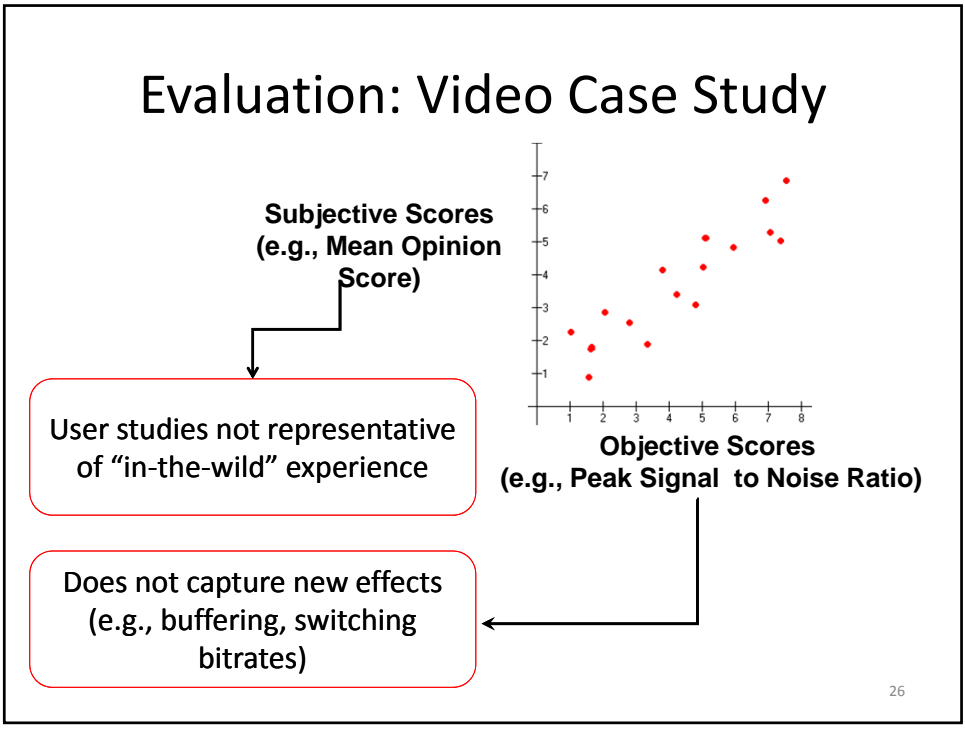 Evaluation: Video Case Study
Subjective Scores
(e.g., Mean Opinion
Score)
7
6
5
4
3
2
1
1 2 3 4 5 6 7 8
Objective Scores
(e.g., Peak Signal to Noise Ratio)
User studies not representative
of “in-the-wild” experience
Does not capture new effects
(e.g., buffering, switching
bitrates)
26